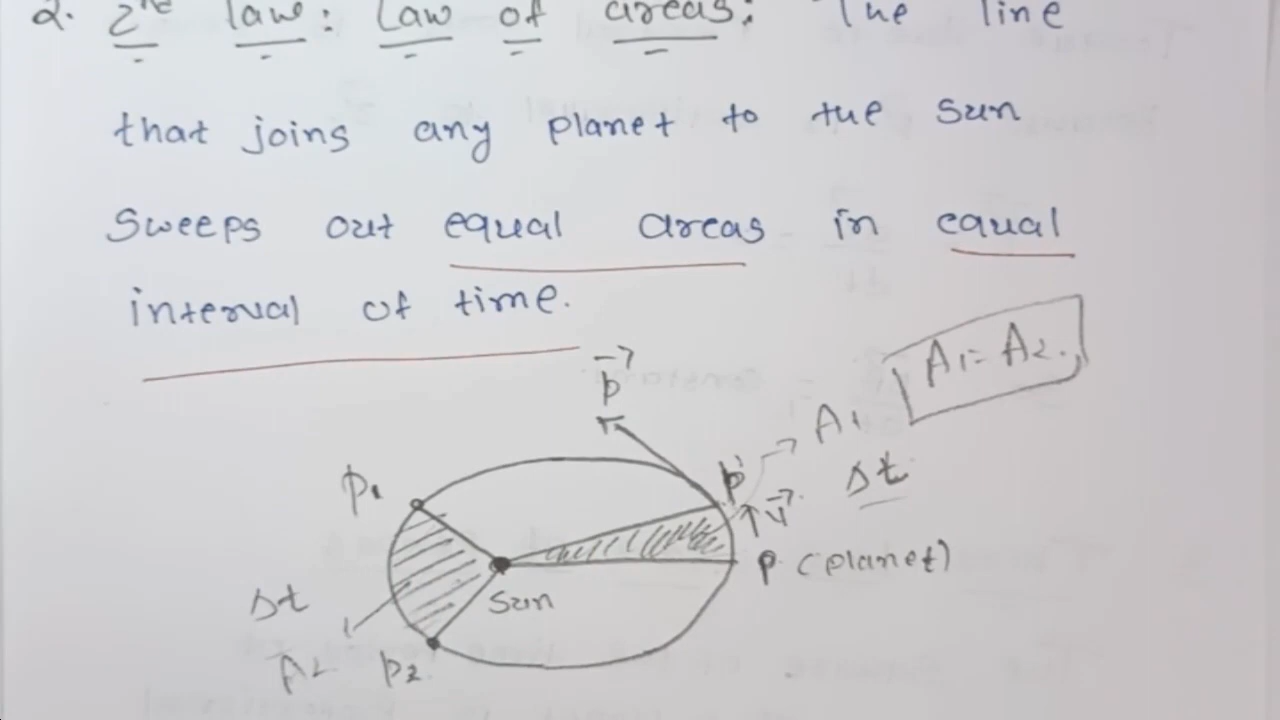 2. 2nd law: Law of areas: The line
that joins any planet to the sun
sweeps out equal areas in equal
interval of time.
A1 = A2.
p
A1
p1
p'
Δt
v
p (planet)
Δt
Sun
A2
p2